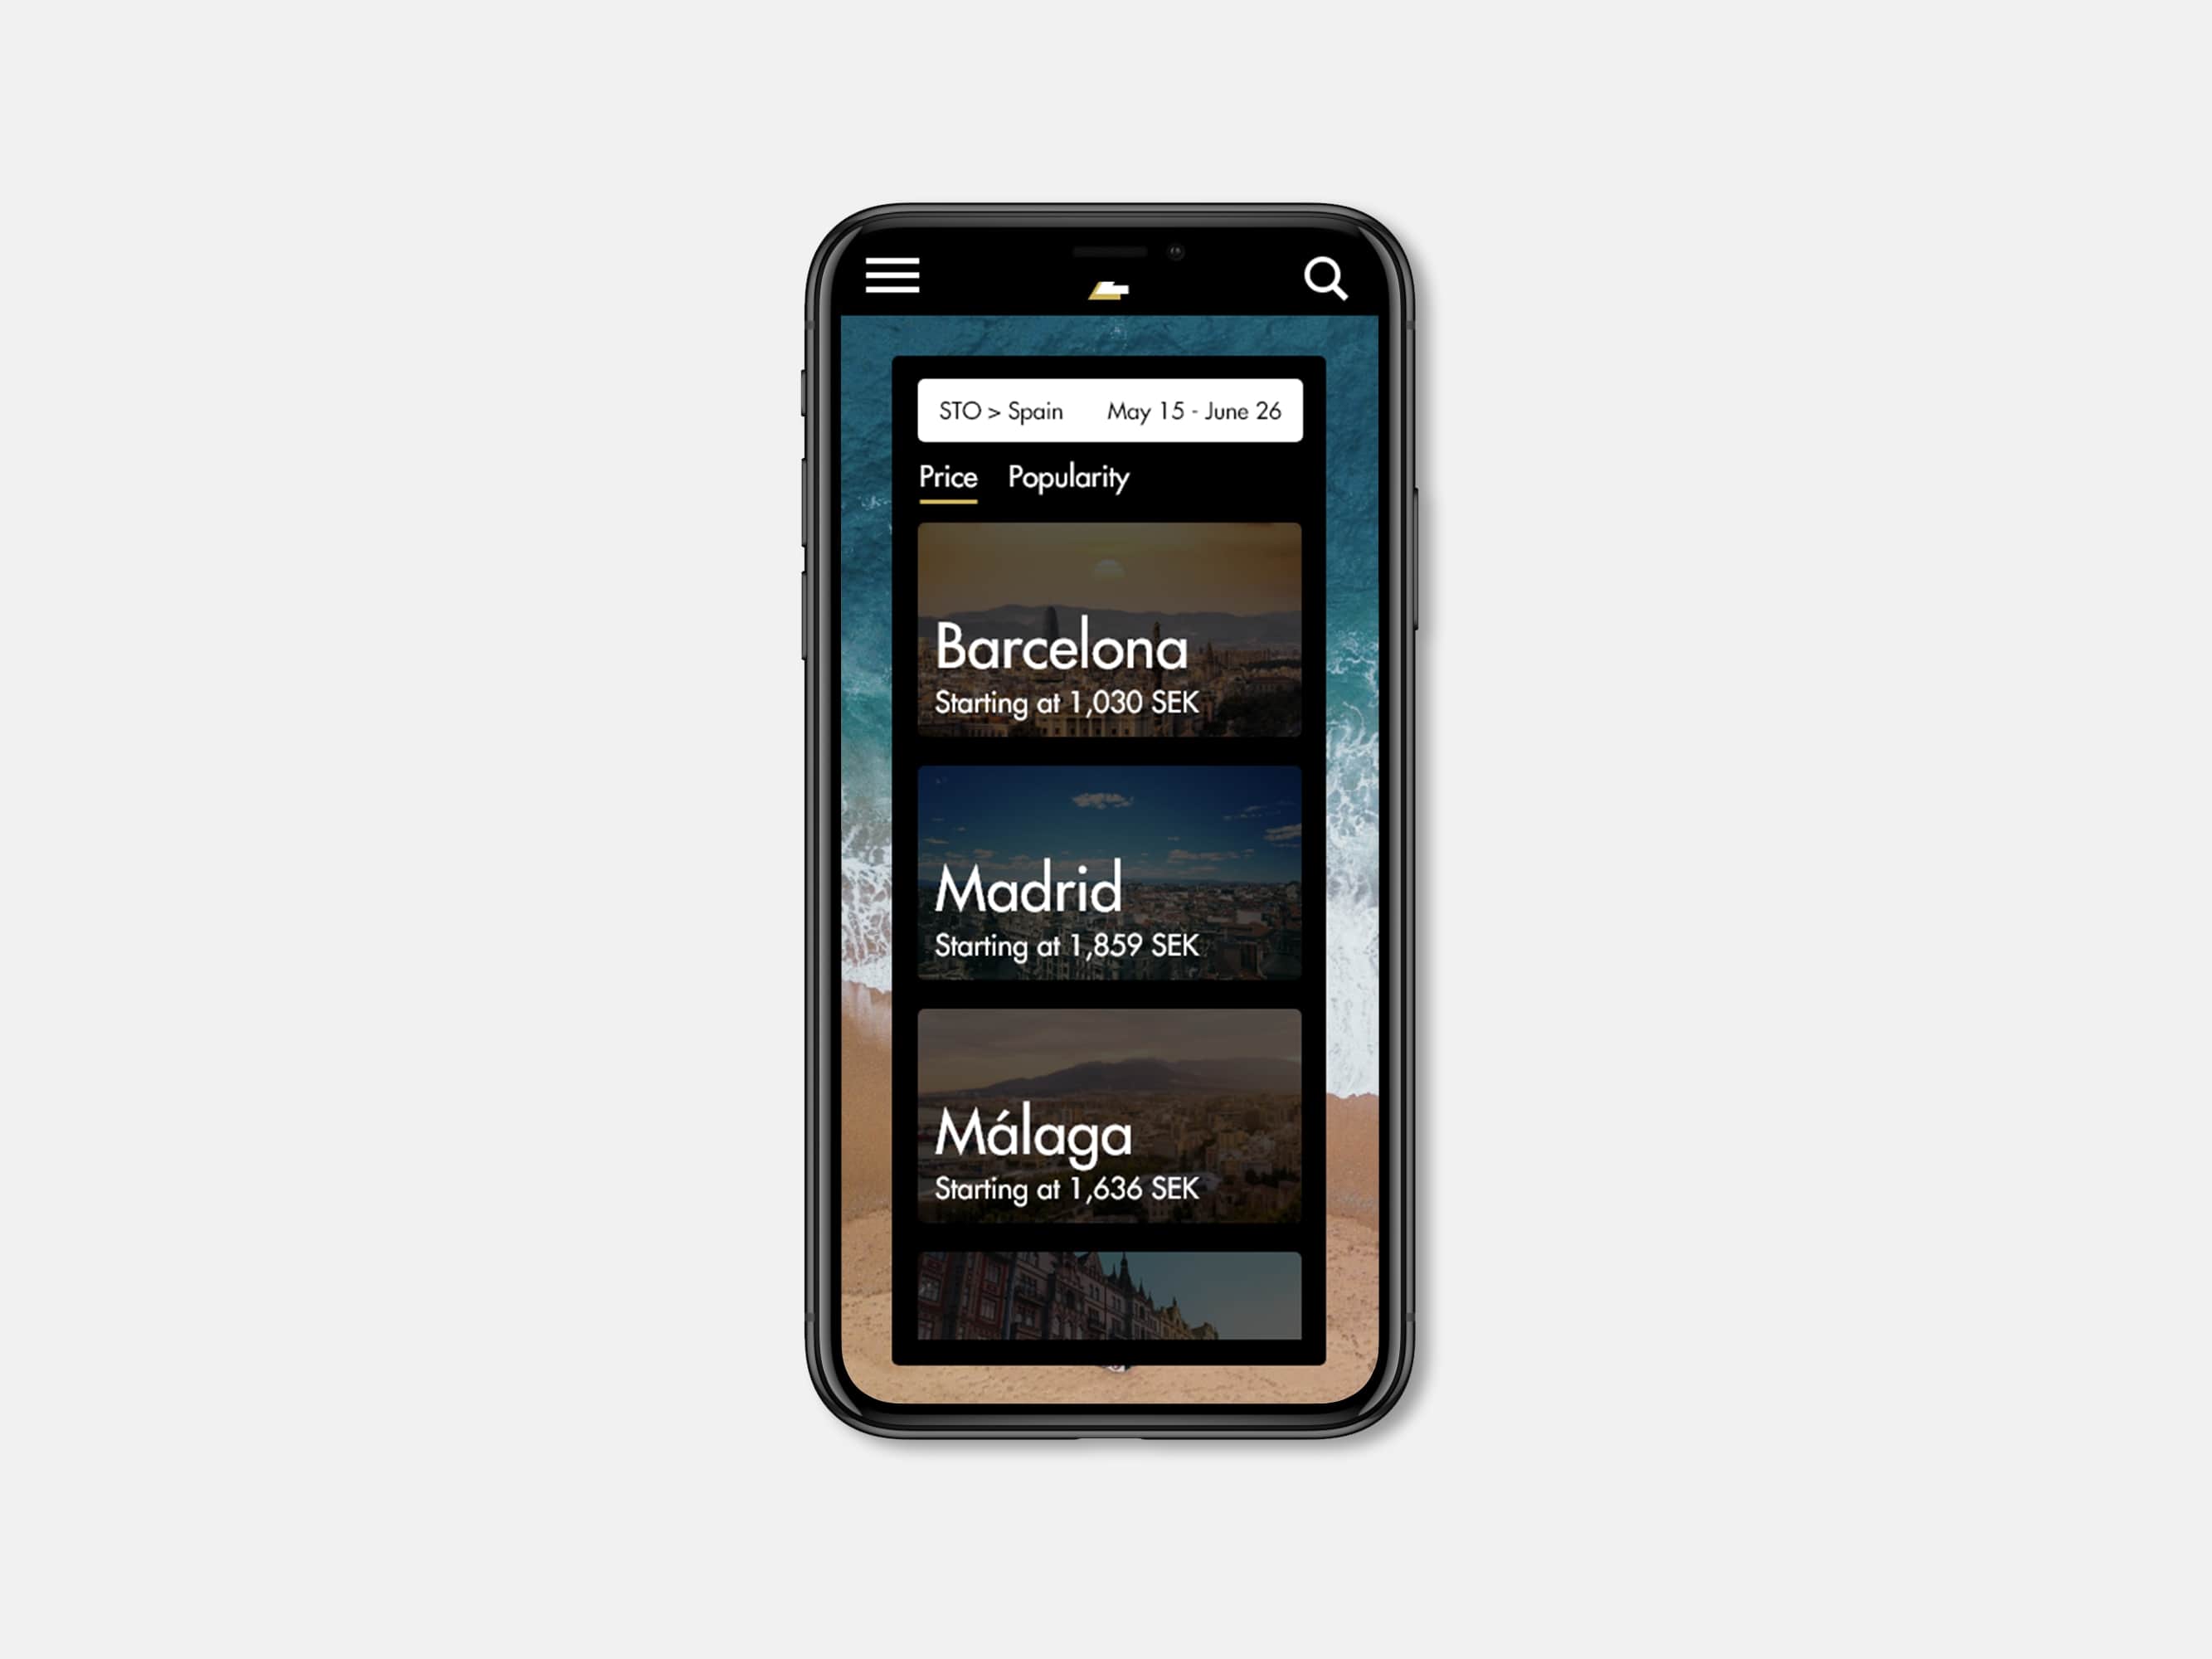 STO > Spain May 15 - June 26
Price Popularity
Barcelona
Starting at 1,030 SEK
Madrid
Starting at 1,859 SEK
Málaga
Starting at 1,636 SEK